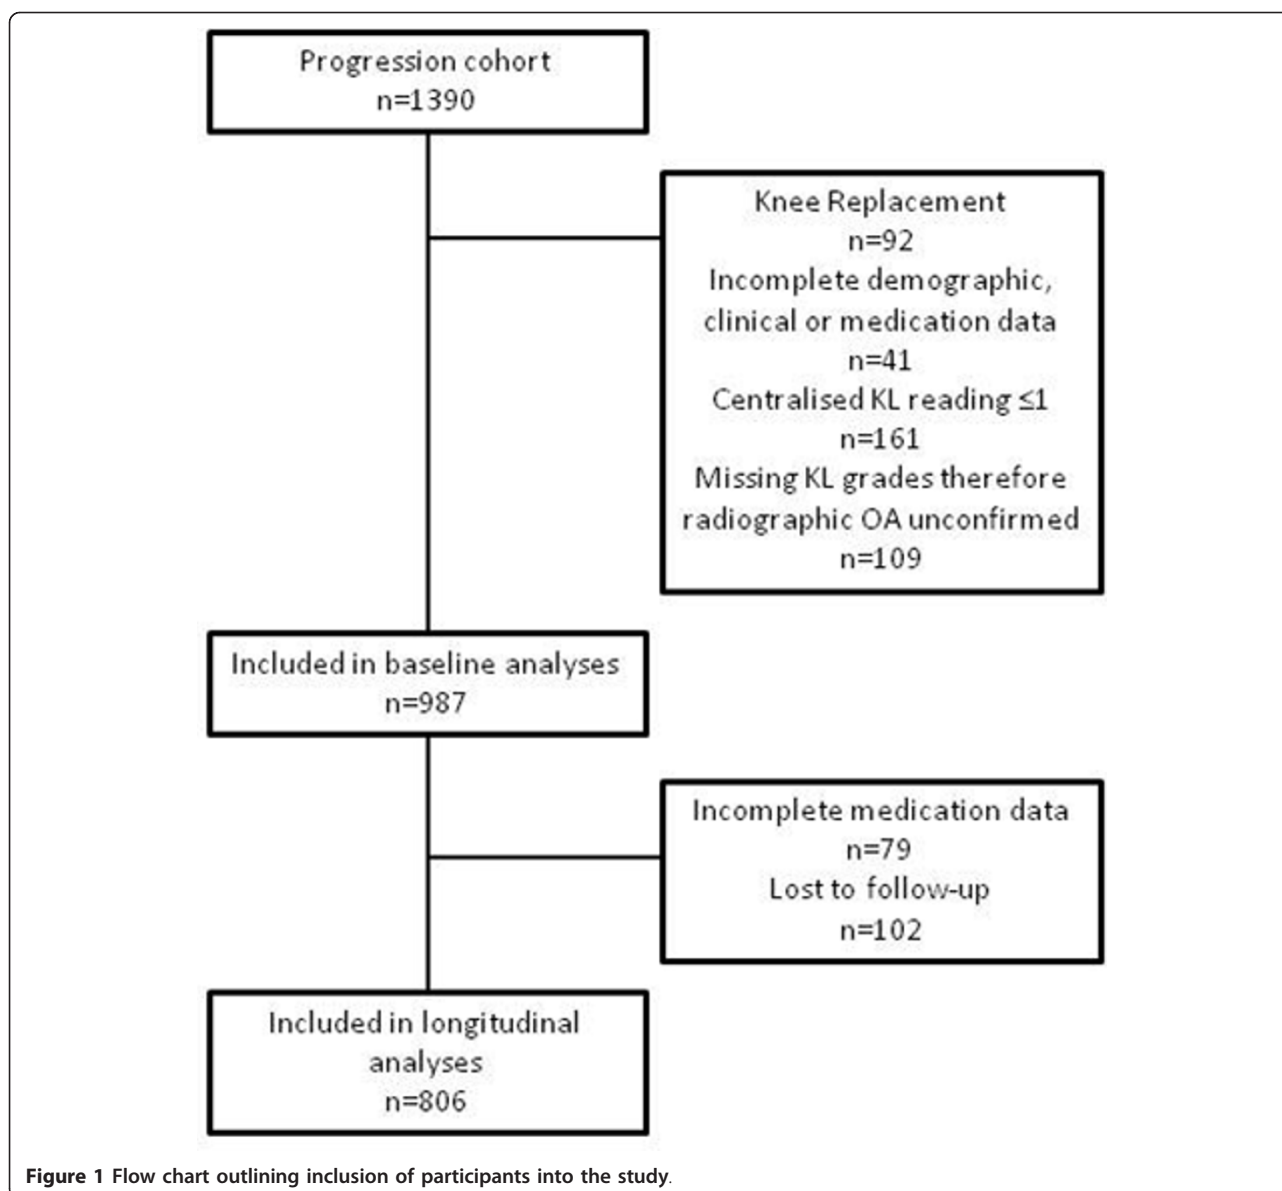 Progression cohort
n=1390
Knee Replacement
n=92
Incomplete demographic,
clinical or medication data
n=41
Centralised KL reading ≤1
n=161
Missing KL grades therefore
radiographic OA unconfirmed
n=109
Included in baseline analyses
n=987
Incomplete medication data
n=79
Lost to follow-up
n=102
Included in longitudinal
analyses
n=806
Figure 1 Flow chart outlining inclusion of participants into the study.